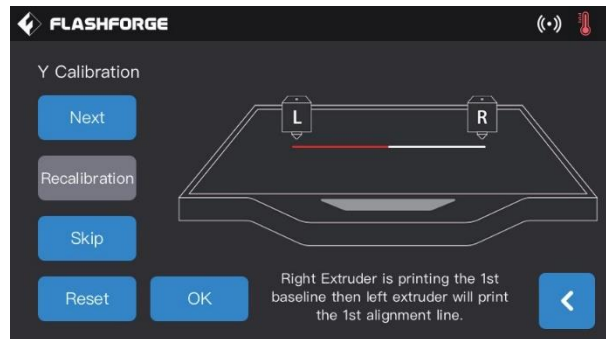 FLASHFORGE
Y Calibration
Next
L
R
Recalibration
Skip
Reset
OK
Right Extruder is printing the 1st
baseline then left extruder will print
the 1st alignment line.